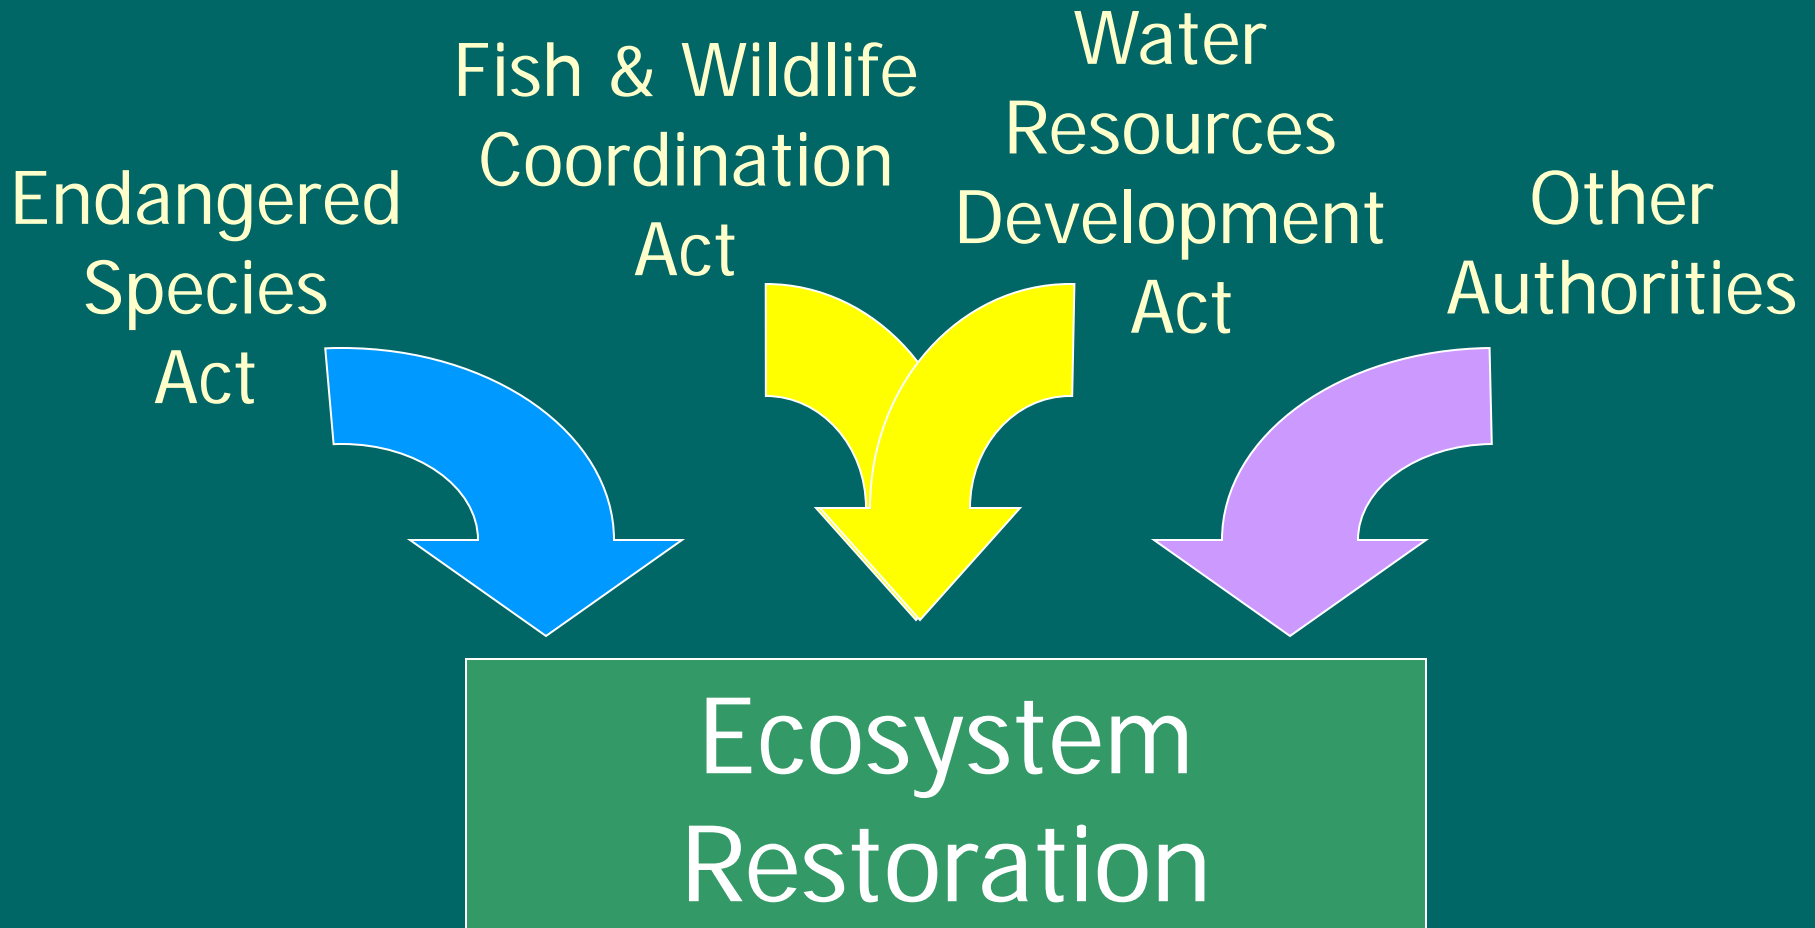 Endangered
Species
Act
Fish & Wildlife
Coordination
Act
Water
Resources
Development
Act
Other
Authorities
Ecosystem
Restoration